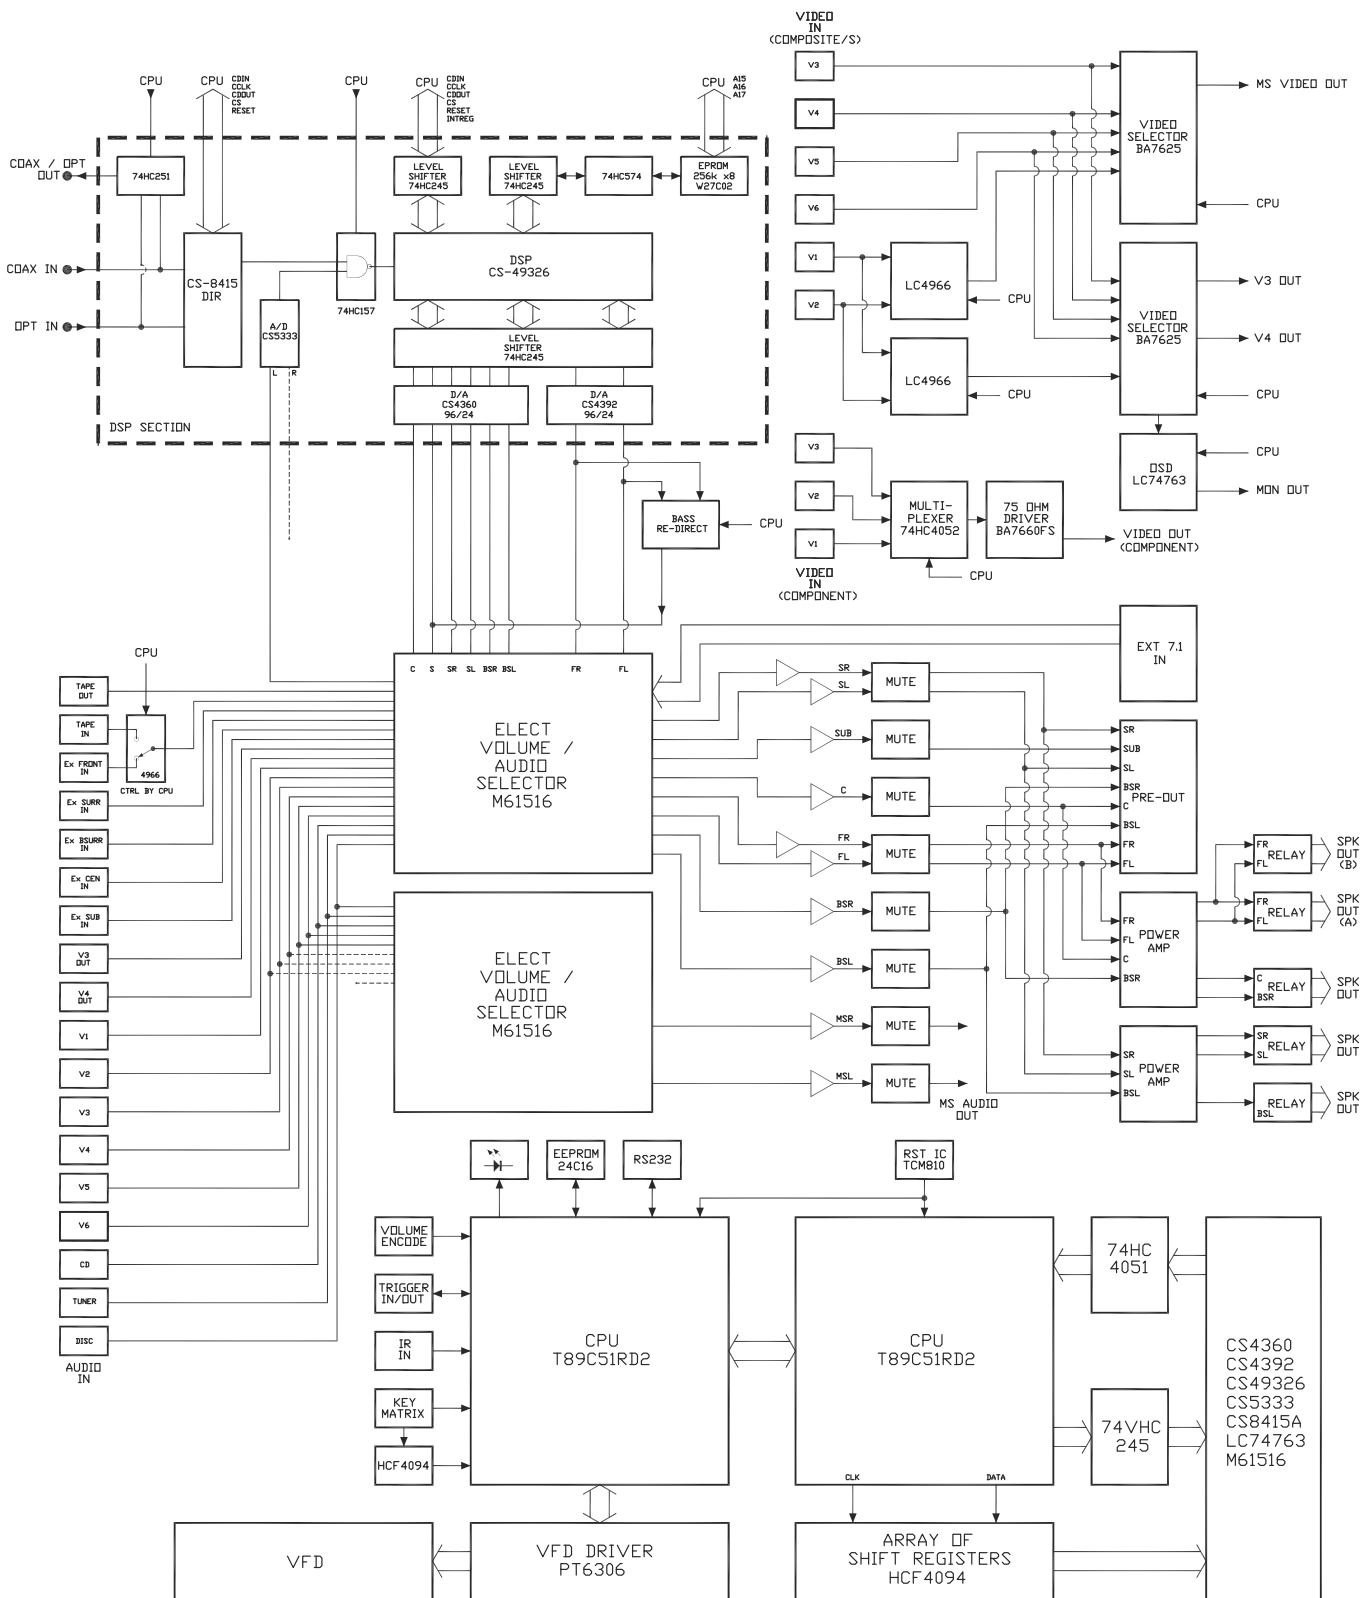 VIDEO
IN
(COMPOSITE/S)
CPU
CPU
CDIN
CCLK
CDOUT
CS
RESET
CPU
CPU
CDIN
CCLK
CDOUT
CS
RESET
INTREG
CPU
A15
A16
A17
COAX / OPT
OUT
74HC251
LEVEL
SHIFTER
74HC245
LEVEL
SHIFTER
74HC245
74HC574
EPROM
256k x8
W27C02
COAX IN
OPT IN
CS-8415
DIR
A/D
CS5333
L
R
74HC157
DSP
CS-49326
LEVEL
SHIFTER
74HC245
D/A
CS4360
96/24
D/A
CS4392
96/24
DSP SECTION
BASS
RE-DIRECT
CPU
V3
V4
V5
V6
V1
V2
LC4966
CPU
LC4966
CPU
VIDEO
SELECTOR
BA7625
MS VIDEO OUT
CPU
VIDEO
SELECTOR
BA7625
V3 OUT
V4 OUT
CPU
OSD
LC74763
CPU
MON OUT
V3
V2
V1
VIDEO
IN
(COMPONENT)
MULTI-
PLEXER
74HC4052
CPU
75 OHM
DRIVER
BA7660FS
VIDEO OUT
(COMPONENT)
EXT 7.1
IN
CPU
4966
CTRL BY CPU
TAPE
OUT
TAPE
IN
Ex FRONT
IN
Ex SURR
IN
Ex BSURR
IN
Ex CEN
IN
Ex SUB
IN
V3
OUT
V4
OUT
V1
V2
V3
V4
V5
V6
CD
TUNER
DISC
AUDIO
IN
C S SR SL BSR BSL FR FL
ELECT
VOLUME /
AUDIO
SELECTOR
M61516
ELECT
VOLUME /
AUDIO
SELECTOR
M61516
SR
SL
MUTE
SUB
MUTE
C
MUTE
FR
FL
MUTE
BSR
MUTE
BSL
MUTE
MSR
MUTE
MSL
MUTE
MS AUDIO
OUT
SR
SUB
SL
BSR
PRE-OUT
C
BSL
FR
FL
FR
FL
POWER
AMP
C
BSR
SR
SL
POWER
AMP
BSL
FR
FL
RELAY
SPK
OUT
(B)
FR
FL
RELAY
SPK
OUT
(A)
C
BSR
RELAY
SPK
OUT
SR
SL
RELAY
SPK
OUT
RELAY
BSL
SPK
OUT
EEPROM
24C16
RS232
RST IC
TCM810
VOLUME
ENCODE
TRIGGER
IN/OUT
IR
IN
KEY
MATRIX
HCF4094
CPU
T89C51RD2
CPU
T89C51RD2
CLK
DATA
74HC
4051
74VHC
245
CS4360
CS4392
CS49326
CS5333
CS8415A
LC74763
M61516
VFD
VFD DRIVER
PT6306
ARRAY OF
SHIFT REGISTERS
HCF4094